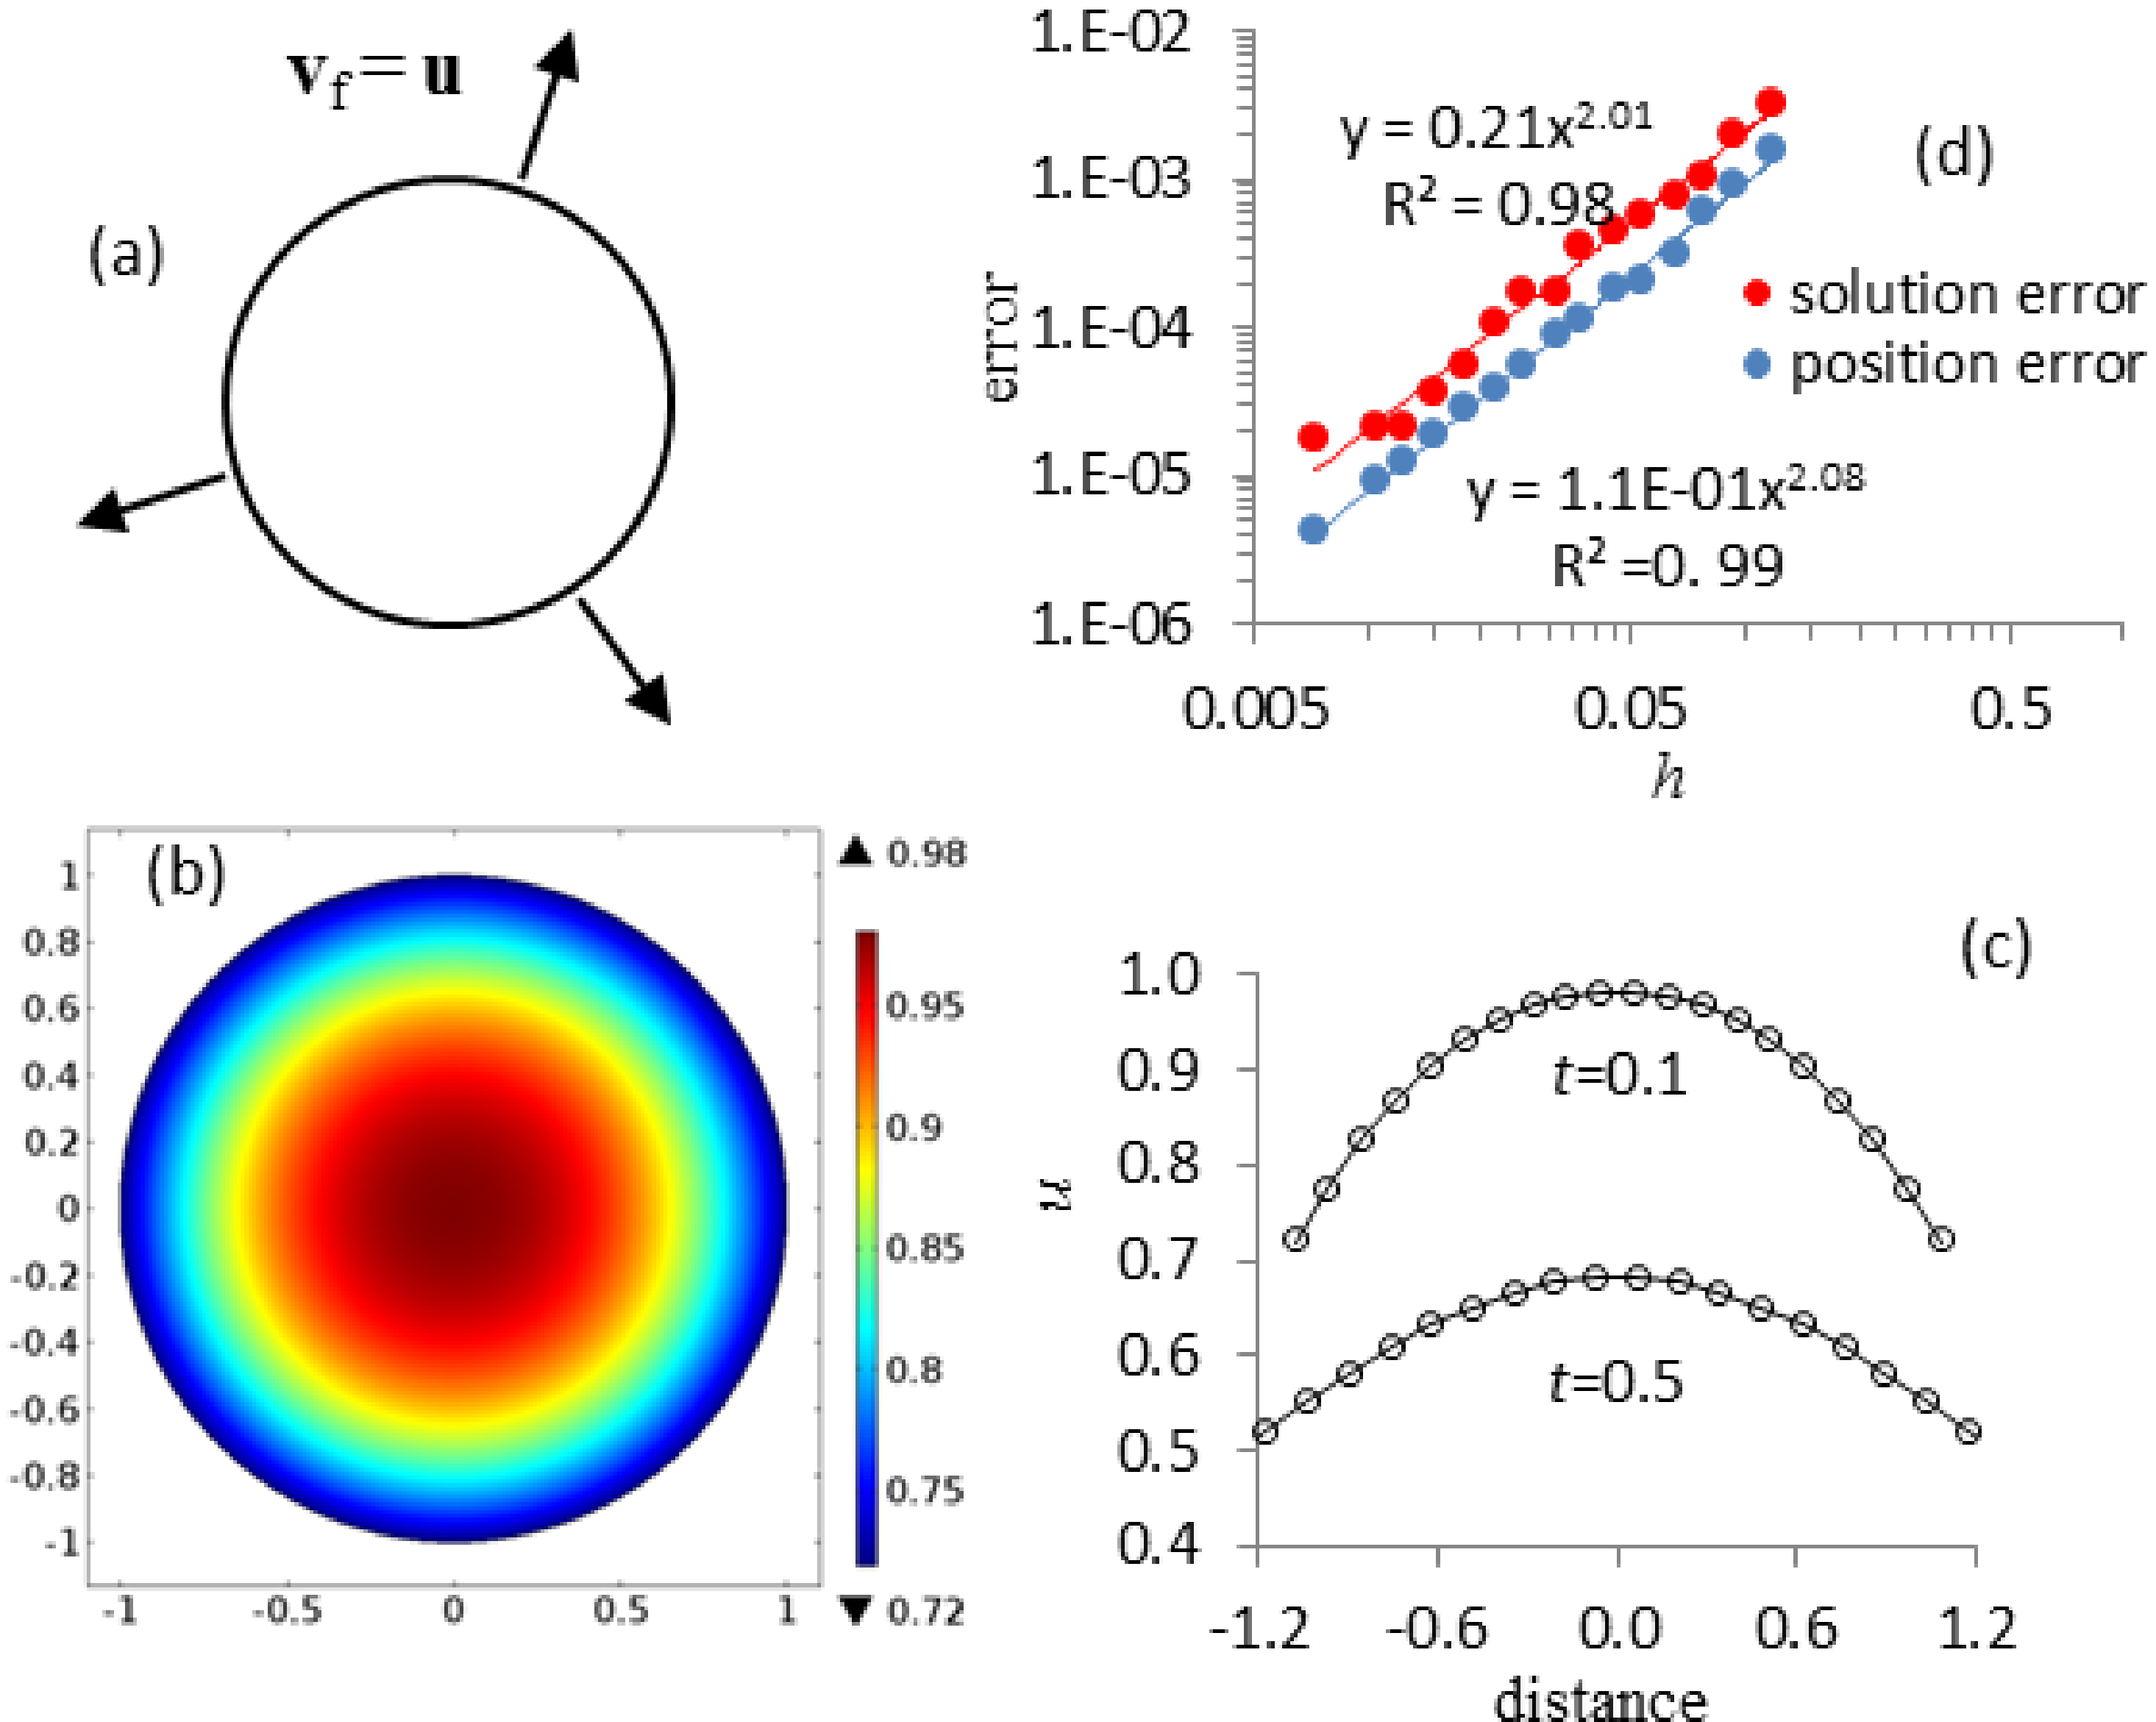 v_f = u
(a)
1.E-02
1.E-03
1.E-04
1.E-05
1.E-06
error
y = 0.21x^2.01
R² = 0.98
(d)
solution error
position error
y = 1.1E-01x^2.08
R² =0. 99
0.005 0.05 0.5
h
(b)
1
0.8
0.6
0.4
0.2
0
-0.2
-0.4
-0.6
-0.8
-1
-1 -0.5 0 0.5 1
▲ 0.98
0.95
0.9
0.85
0.8
0.75
▼ 0.72
(c)
1.0
0.9
0.8
0.7
0.6
0.5
0.4
u
t=0.1
t=0.5
-1.2 -0.6 0.0 0.6 1.2
distance